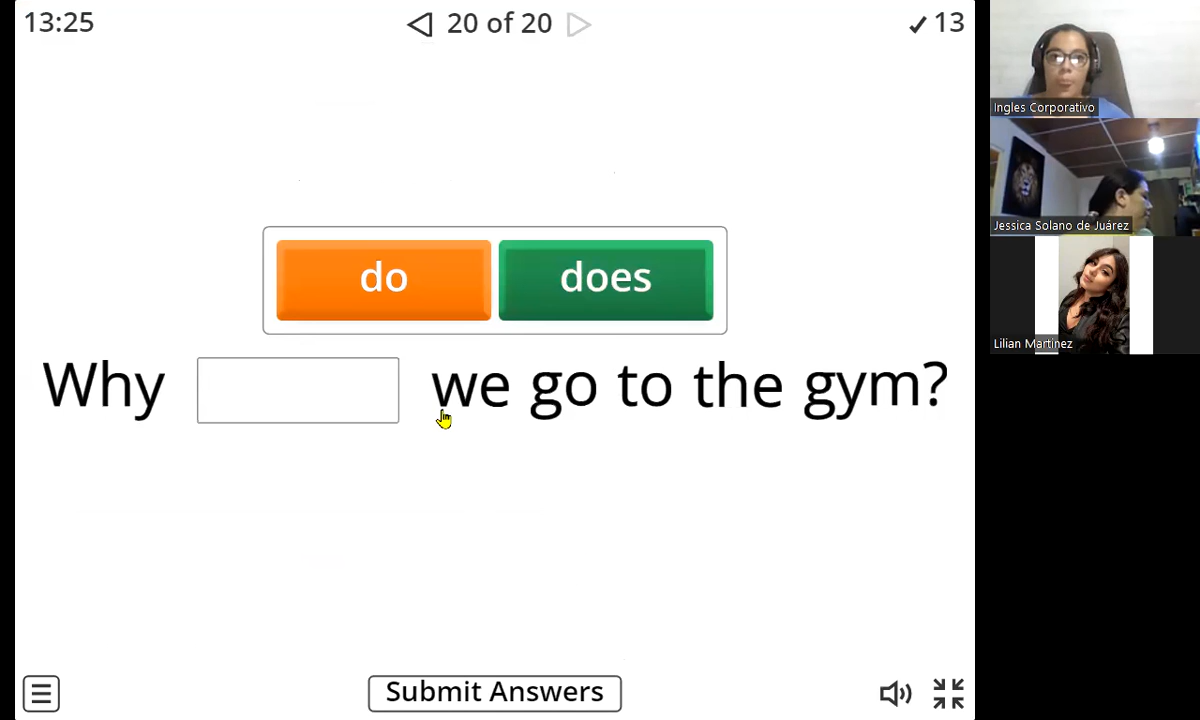 13:25
20 of 20
13
do
does
Why
we go to the gym?
Submit Answers
Ingles Corporativo
Jessica Solano de Juárez
Lilian Martinez